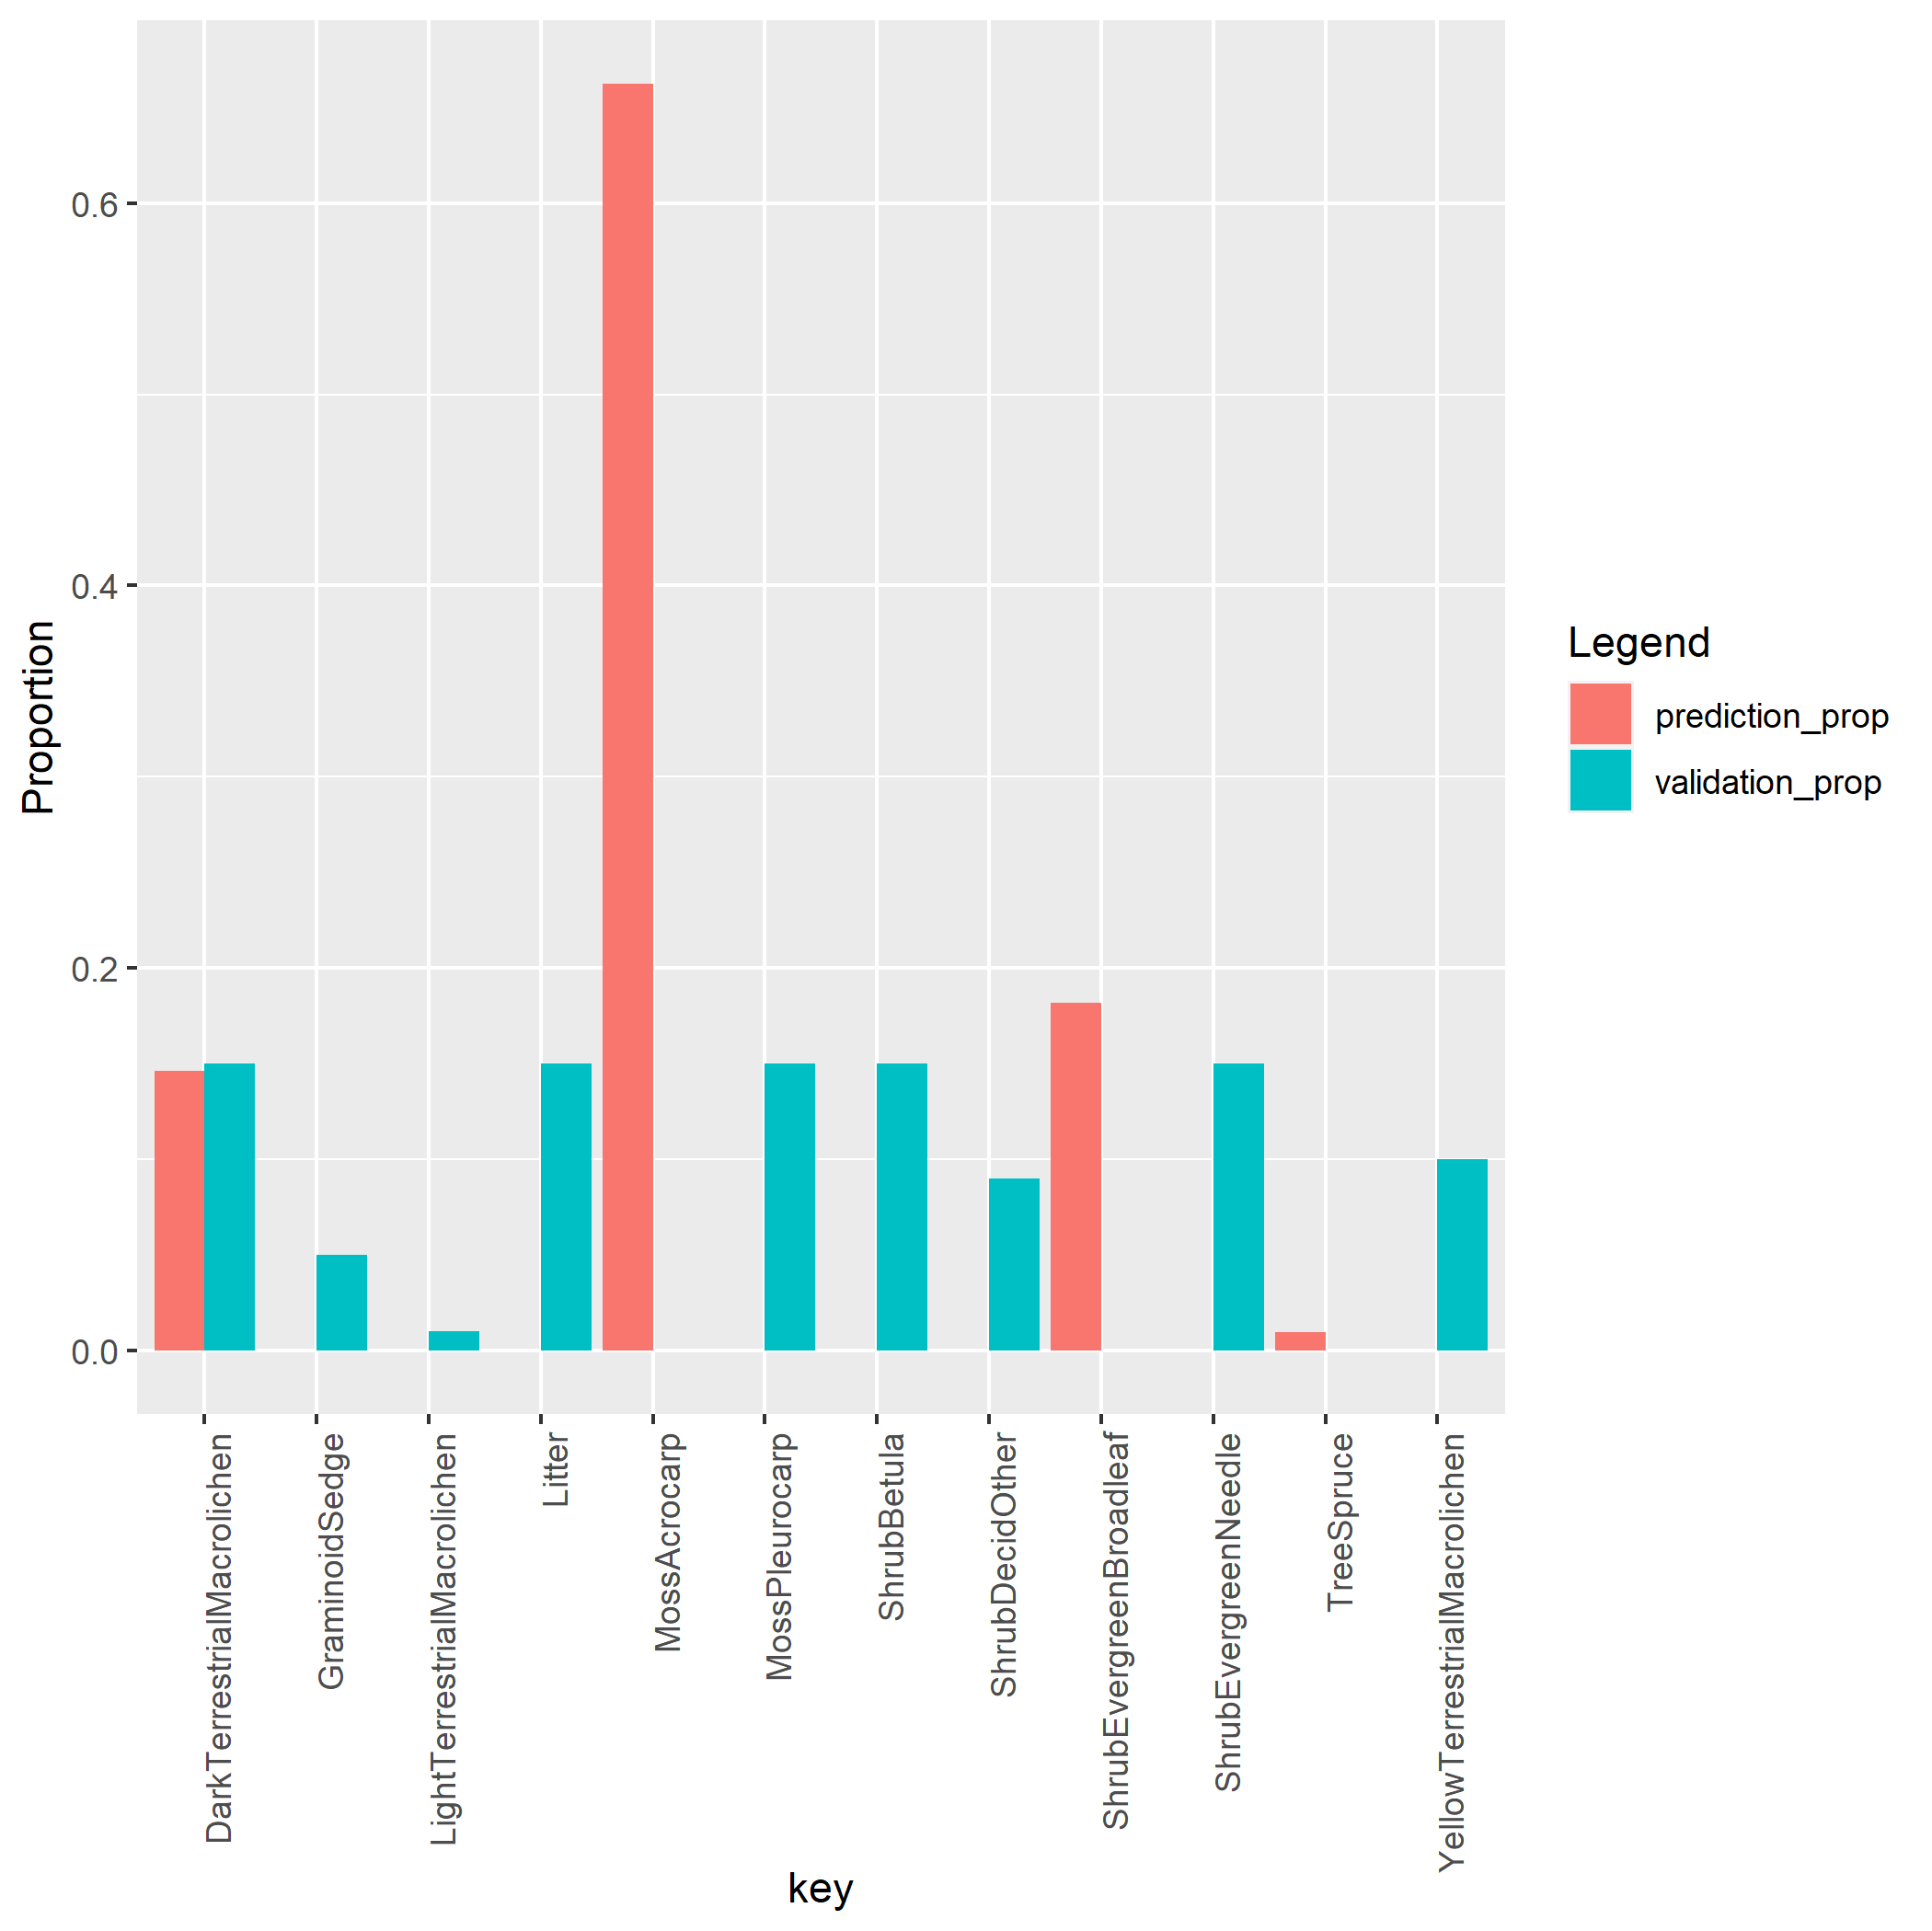 Proportion
0.6
0.4
0.2
0.0
DarkTerrestrialMacrolichen
GraminoidSedge
LightTerrestrialMacrolichen
Litter
MossAcrocarp
MossPleurocarp
ShrubBetula
ShrubDecidOther
ShrubEvergreenBroadleaf
ShrubEvergreenNeedle
TreeSpruce
YellowTerrestrialMacrolichen
key
Legend
prediction_prop
validation_prop